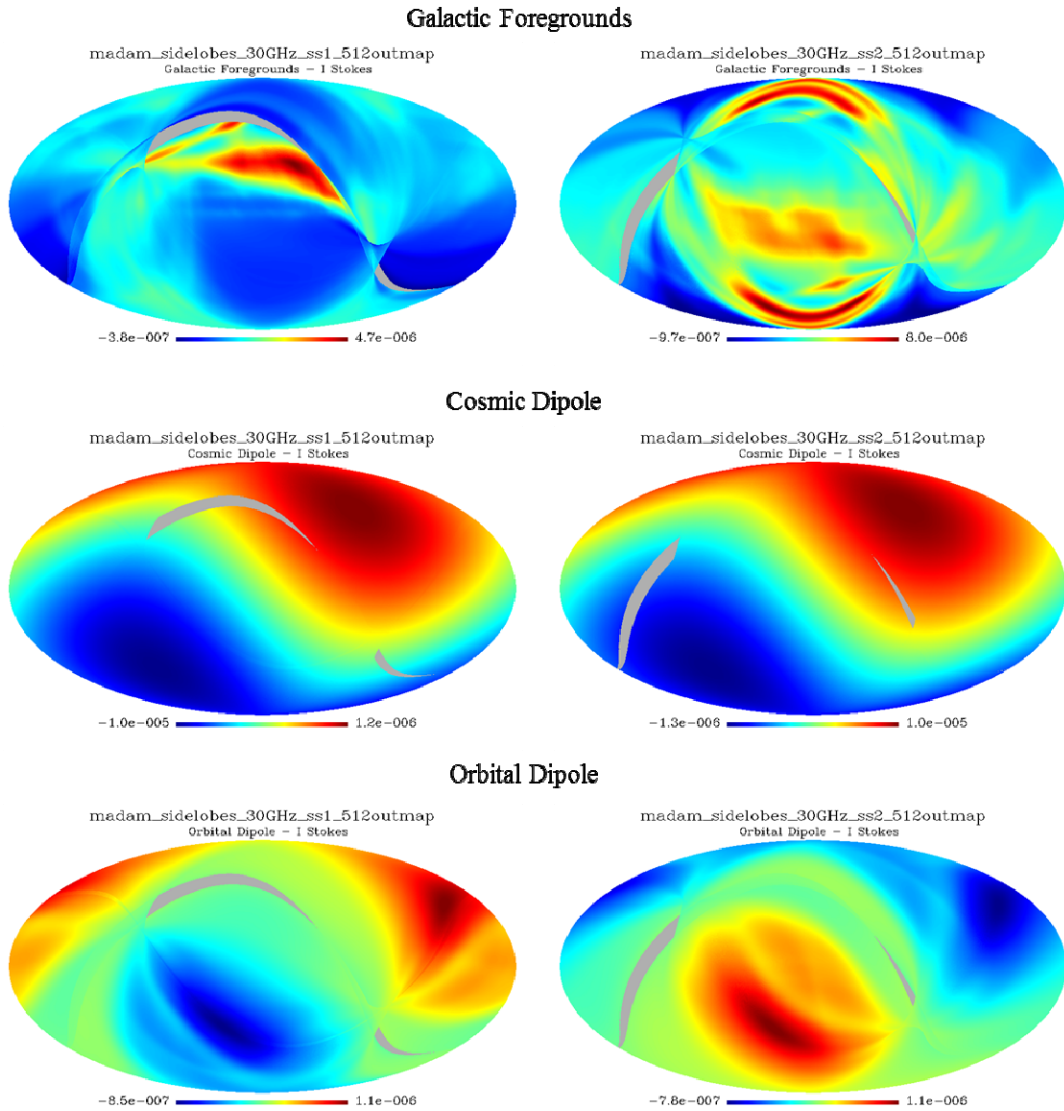 Galactic Foregrounds
madam_sidelobes_30GHz_ss1_512outmap
Galactic Foregrounds - I Stokes
-3.8e-007 4.7e-006
madam_sidelobes_30GHz_ss2_512outmap
Galactic Foregrounds - I Stokes
-9.7e-007 8.0e-006
Cosmic Dipole
madam_sidelobes_30GHz_ss1_512outmap
Cosmic Dipole - I Stokes
-1.0e-005 1.2e-006
madam_sidelobes_30GHz_ss2_512outmap
Cosmic Dipole - I Stokes
-1.3e-006 1.0e-005
Orbital Dipole
madam_sidelobes_30GHz_ss1_512outmap
Orbital Dipole - I Stokes
-8.5e-007 1.1e-006
madam_sidelobes_30GHz_ss2_512outmap
Orbital Dipole - I Stokes
-7.8e-007 1.1e-006